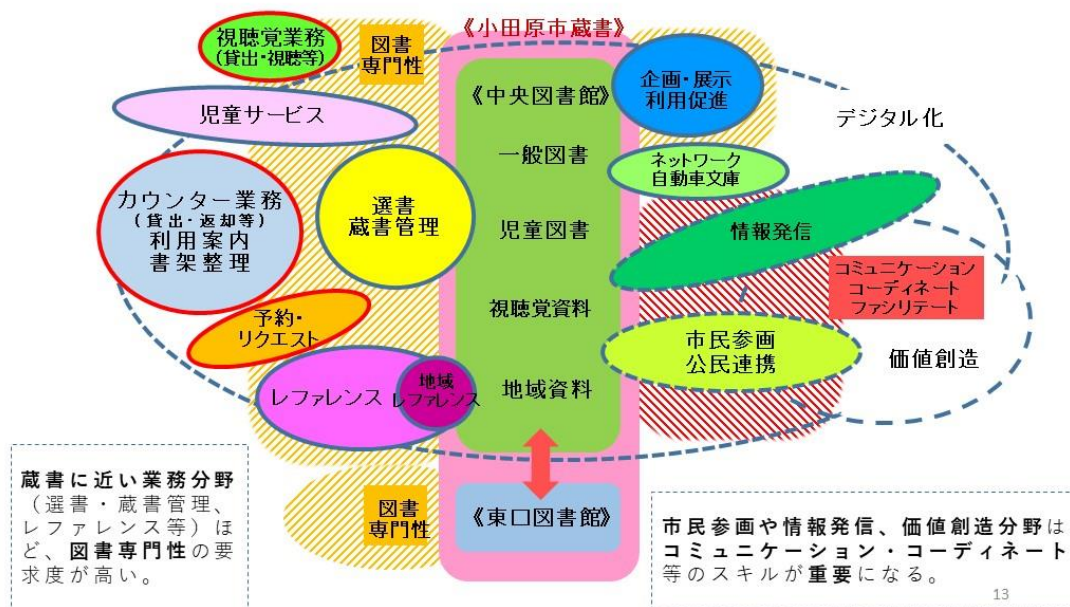 《小田原市蔵書》
視聴覚業務
(貸出・視聴等)
図書
専門性
企画・展示
利用促進
《中央図書館》
児童サービス
デジタル化
一般図書
ネットワーク
自動車文庫
カウンター業務
(貸出・返却等)
利用案内
書架整理
選書
蔵書管理
児童図書
情報発信
コミュニケーション
コーディネート
ファシリテート
視聴覚資料
予約・
リクエスト
市民参画
公民連携
価値創造
レファレンス
地域
レファレンス
地域資料
蔵書に近い業務分野
(選書・蔵書管理、
レファレンス等)ほ
ど、図書専門性の要
求度が高い。
図書
専門性
《東口図書館》
市民参画や情報発信、価値創造分野は
コミュニケーション・コーディネート
等のスキルが重要になる。
13